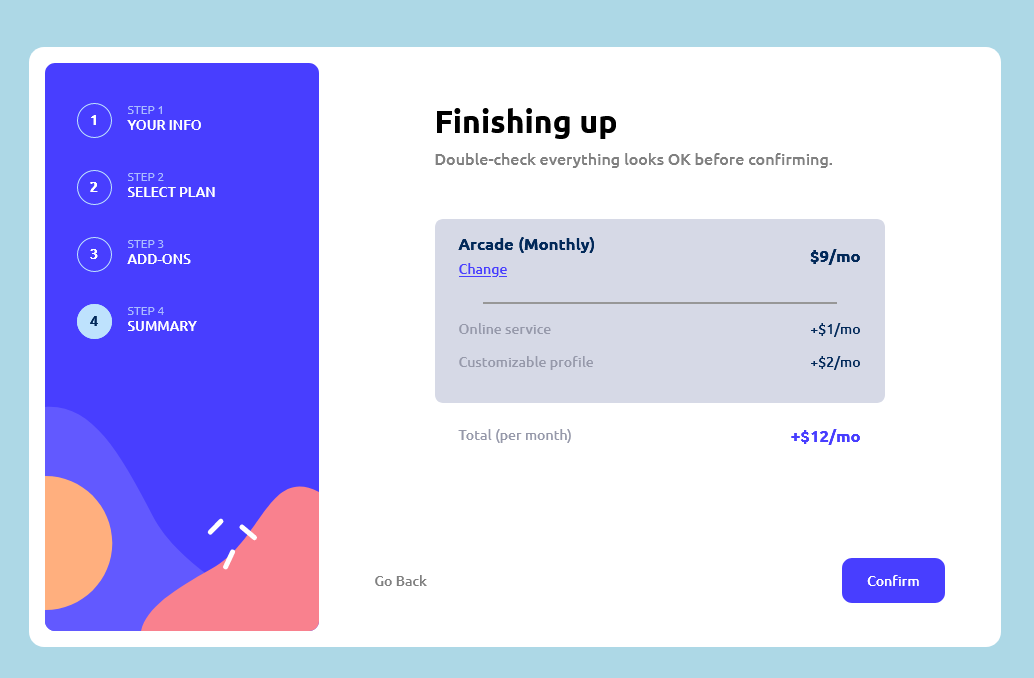 1
STEP 1
YOUR INFO
2
STEP 2
SELECT PLAN
3
STEP 3
ADD-ONS
4
STEP 4
SUMMARY
Finishing up
Double-check everything looks OK before confirming.
Arcade (Monthly)
Change
$9/mo
Online service +$1/mo
Customizable profile +$2/mo
Total (per month) +$12/mo
Go Back
Confirm